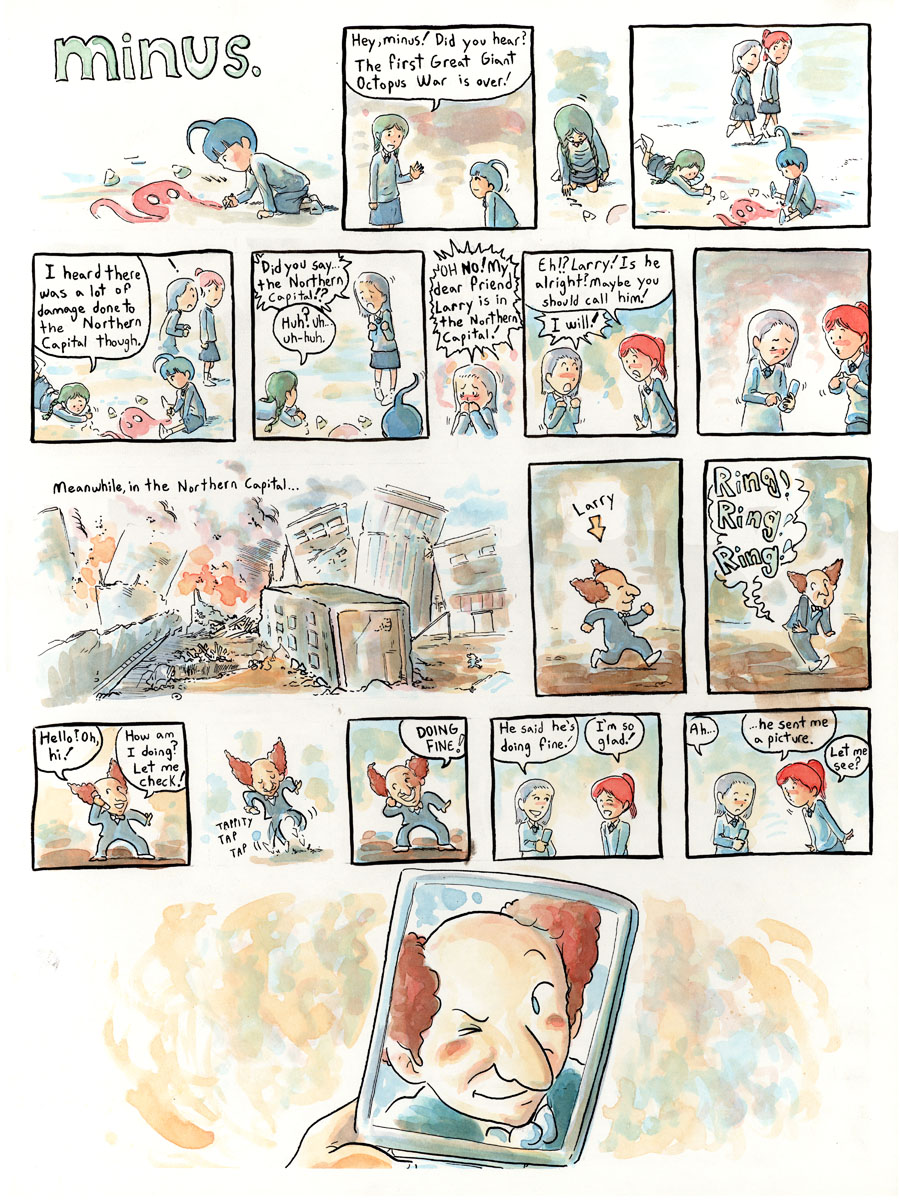 minus.
Hey, minus! Did you hear?
The first Great Giant
Octopus War is over!
I heard there
was a lot of
damage done to
the Northern
Capital though.
Did you say...
the Northern
Capital!?
Huh? uh...
uh-huh.
OH NO! My
dear friend
Larry is in
the Northern
Capital!
Eh!? Larry! Is he
alright? Maybe you
should call him!
I will!
Meanwhile, in the Northern Capital...
Larry
Ring!
Ring!
Ring!
Hello? Oh,
hi!
How am
I doing?
Let me
check!
TAPPITY
TAP
TAP
DOING
FINE!
He said he's
doing fine!
I'm so
glad!
Ah...
...he sent me
a picture.
Let me
see?